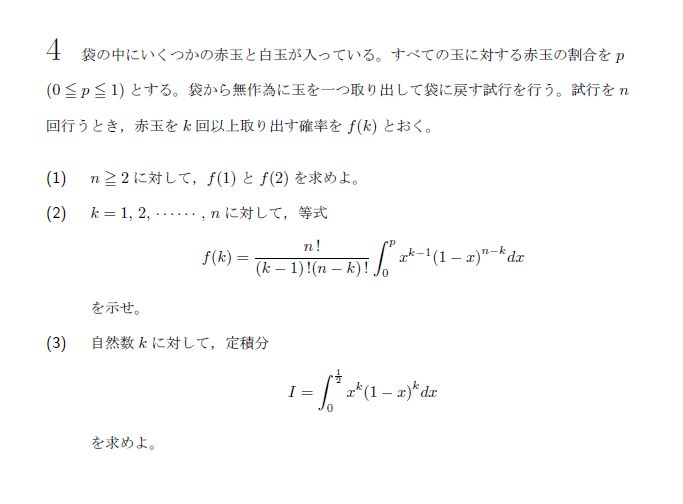 4 袋の中にいくつかの赤玉と白玉が入っている。すべての玉に対する赤玉の割合を p
(0 ≦ p ≦ 1) とする。袋から無作為に玉を一つ取り出して袋に戻す試行を行う。試行を n
回行うとき，赤玉を k 回以上取り出す確率を f(k) とおく。
(1) n ≧ 2 に対して，f(1) と f(2) を求めよ。
(2) k = 1, 2, ······ , n に対して，等式
f(k) = \frac{n!}{(k-1)!(n-k)!} \int_0^p x^{k-1}(1-x)^{n-k} dx
を示せ。
(3) 自然数 k に対して，定積分
I = \int_0^{\frac{1}{2}} x^k(1-x)^k dx
を求めよ。